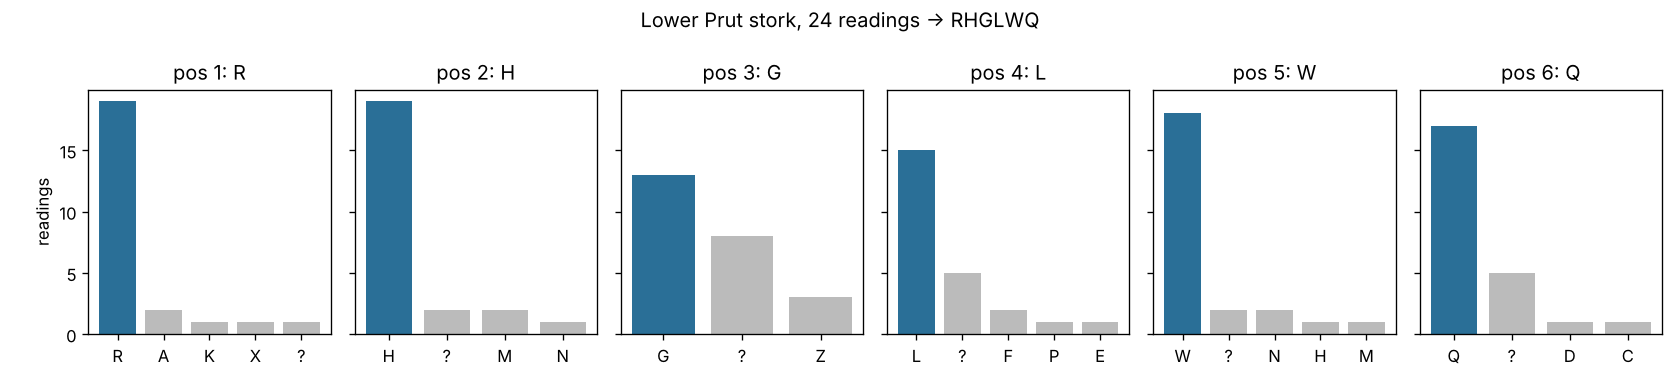 Lower Prut stork, 24 readings → RHGLWQ
pos 1: R
pos 2: H
pos 3: G
pos 4: L
pos 5: W
pos 6: Q
readings
15
10
5
0
R A K X ?
H ? M N
G ? Z
L ? F P E
W ? N H M
Q ? D C